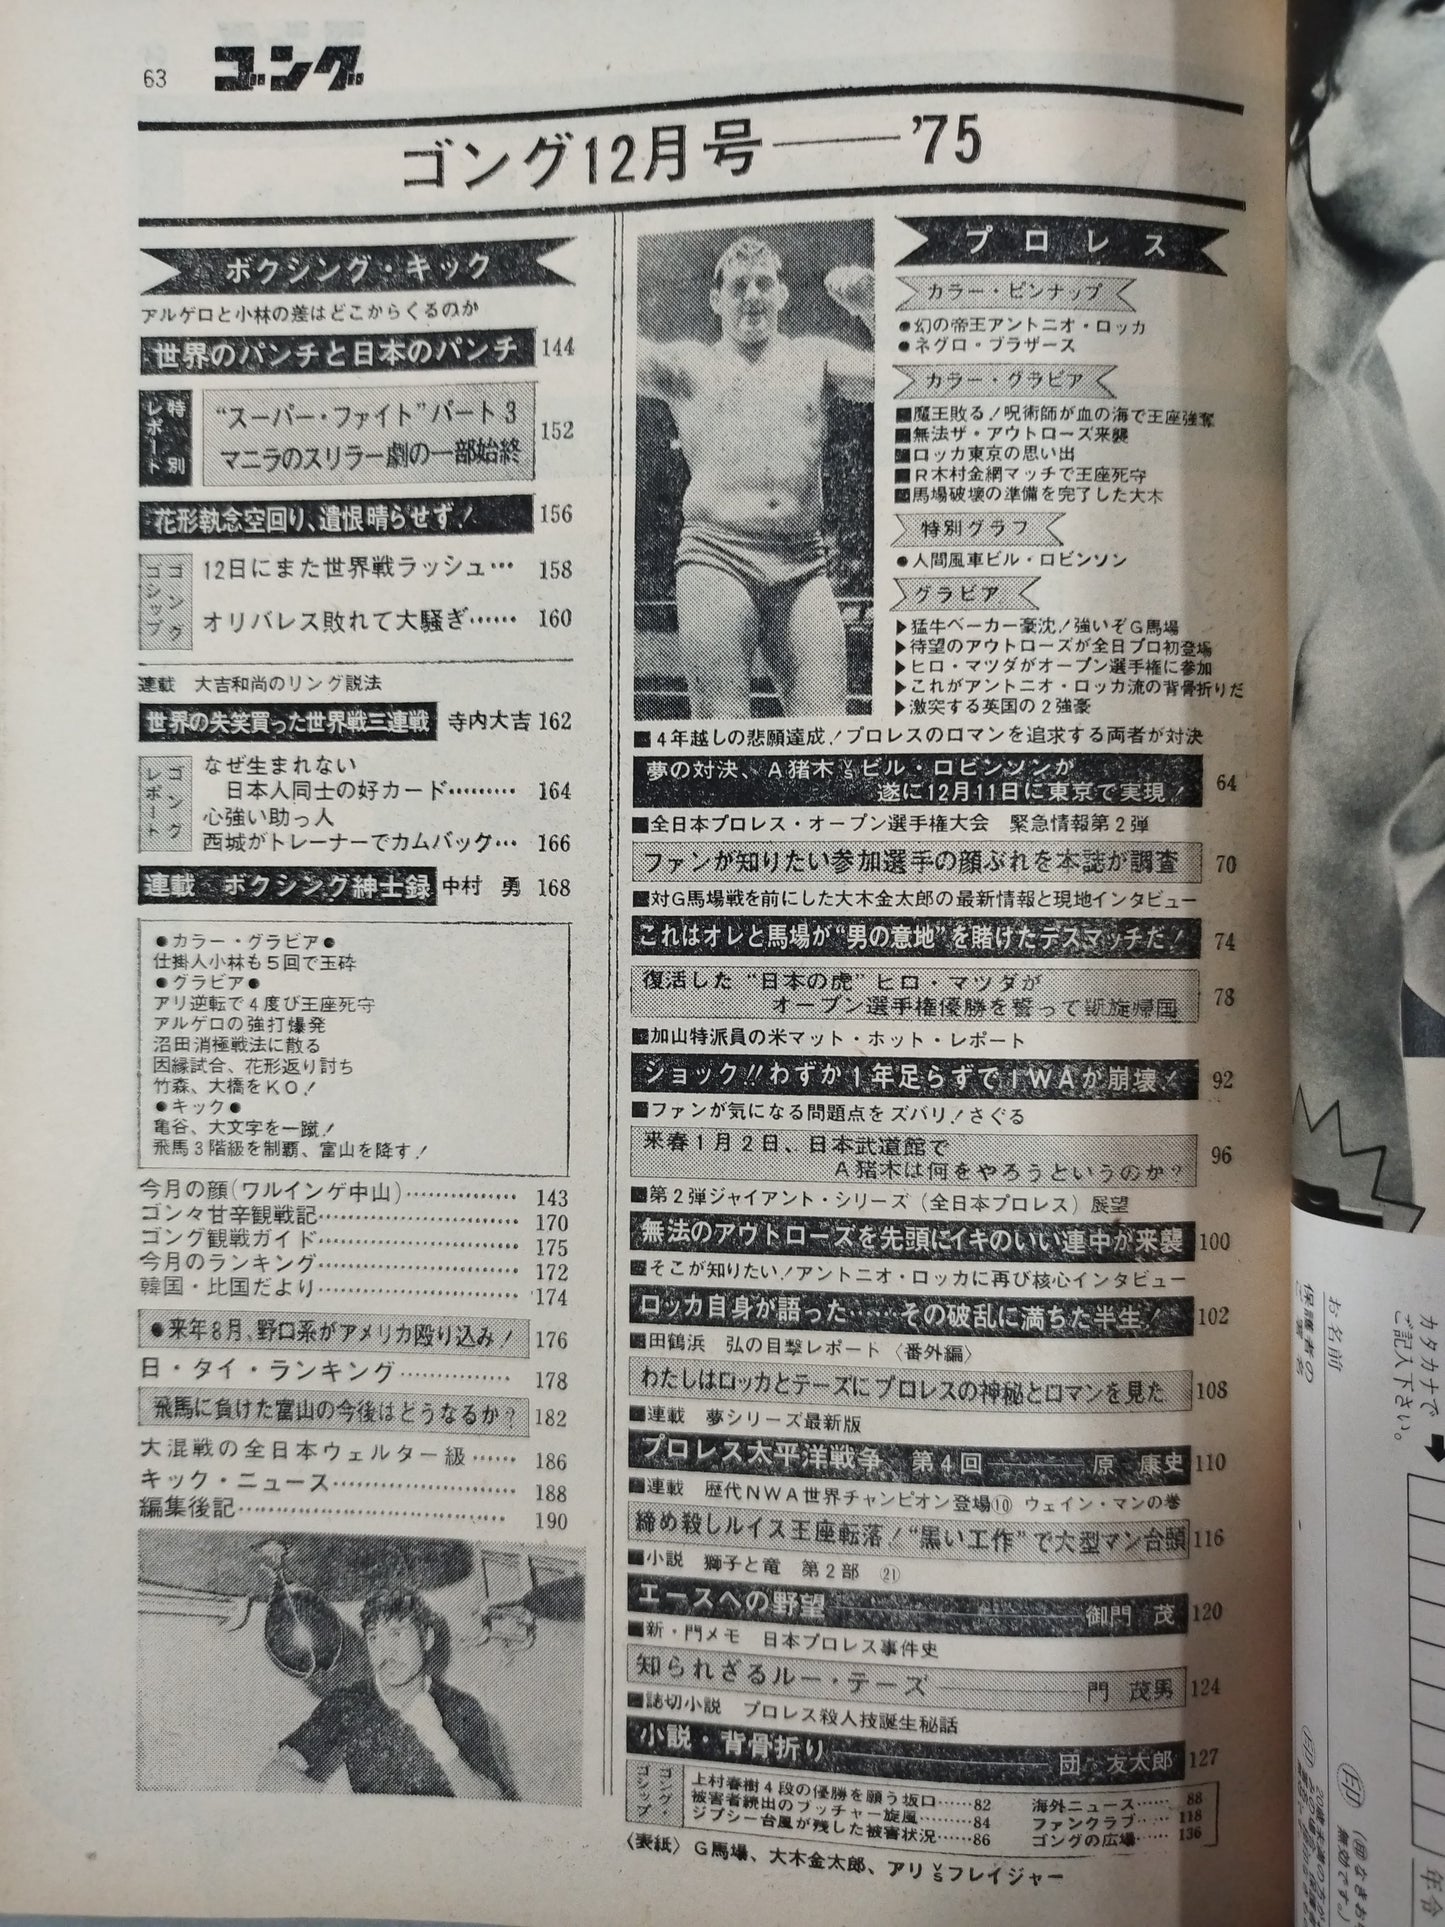 63
ゴング
ゴング12月号――'75
ボクシング・キック
アルゲロと小林の差はどこからくるのか
世界のパンチと日本のパンチ 144
特別レポート
“スーパー・ファイト”パート3
マニラのスリラー劇の一部始終 152
花形執念空回り、遺恨晴らせず! 156
ゴング・ゴシップ
12日にまた世界戦ラッシュ… 158
オリバレス敗れて大騒ぎ…… 160
連載 大吉和尚のリング説法
世界の失笑買った世界戦三連戦 寺内大吉 162
ゴング・レポート
なぜ生まれない
日本人同士の好カード……… 164
心強い助っ人
西城がトレーナーでカムバック… 166
連載 ボクシング紳士録 中村 勇 168
●カラー・グラビア●
仕掛人小林も5回で玉砕
●グラビア●
アリ逆転で4度び王座死守
アルゲロの強打爆発
沼田消極戦法に散る
因縁試合、花形返り討ち
竹森、大橋をKO!
●キック●
亀谷、大文字を一蹴!
飛馬3階級を制覇、富山を降す!
今月の顔(ワルインゲ中山)…………… 143
ゴン々甘辛観戦記………………………… 170
ゴング観戦ガイド………………………… 175
今月のランキング………………………… 172
韓国・比国だより………………………… 174
●来年8月、野口系がアメリカ殴り込み! 176
日・タイ・ランキング…………… 178
飛馬に負けた富山の今後はどうなるか? 182
大混戦の全日本ウェルター級…… 186
キック・ニュース……………………… 188
編集後記………………………………… 190
プロレス
カラー・ピンナップ
●幻の帝王アントニオ・ロッカ
●ネグロ・ブラザース
カラー・グラビア
■魔王敗る!呪術師が血の海で王座強奪
■無法ザ・アウトローズ来襲
■ロッカ東京の思い出
■R木村金網マッチで王座死守
■馬場破壊の準備を完了した大木
特別グラフ
●人間風車ビル・ロビンソン
グラビア
▶猛牛ベーカー豪沈!強いぞG馬場
▶待望のアウトローズが全日プロ初登場
▶ヒロ・マツダがオープン選手権に参加
▶これがアントニオ・ロッカ流の背骨折りだ
▶激突する英国の2強豪
■4年越しの悲願達成!プロレスのロマンを追求する両者が対決
夢の対決、A猪木VSビル・ロビンソンが
遂に12月11日に東京で実現! 64
■全日本プロレス・オープン選手権大会 緊急情報第2弾
ファンが知りたい参加選手の顔ぶれを本誌が調査 70
■対G馬場戦を前にした大木金太郎の最新情報と現地インタビュー
これはオレと馬場が“男の意地”を賭けたデスマッチだ! 74
復活した“日本の虎”ヒロ・マツダが
オープン選手権優勝を誓って凱旋帰国 78
■加山特派員の米マット・ホット・レポート
ショック!!わずか1年足らずでIWAが崩壊! 92
■ファンが気になる問題点をズバリ!さぐる
来春1月2日、日本武道館で
A猪木は何をやろうというのか? 96
■第2弾ジャイアント・シリーズ(全日本プロレス)展望
無法のアウトローズを先頭にイキのいい連中が来襲 100
■そこが知りたい!アントニオ・ロッカに再び核心インタビュー
ロッカ自身が語った……その破乱に満ちた半生! 102
■田鶴浜 弘の目撃レポート〈番外編〉
わたしはロッカとテーズにプロレスの神秘とロマンを見た 108
■連載 夢シリーズ最新版
プロレス太平洋戦争 第4回――原 康史 110
■連載 歴代NWA世界チャンピオン登場⑩ ウェイン・マンの巻
締め殺しルイス王座転落!“黒い工作”で大型マン台頭 116
■小説 獅子と竜 第2部 ㉑
エースへの野望――御門 茂 120
■新・門メモ 日本プロレス事件史
知られざるルー・テーズ――門 茂男 124
■読切小説 プロレス殺人技誕生秘話
小説・背骨折り――団 友太郎 127
ゴング・ゴシップ
上村春樹4段の優勝を願う坂口……82
被害者続出のブッチャー旋風……84
ジプシー台風が残した被害状況……86
海外ニュース…… 88
ファンクラブ…… 118
ゴングの広場…… 136
〈表紙〉G馬場、大木金太郎、アリVSフレイジャー
カタカナで
ご記入下さい。
お名前
保護者の
年令